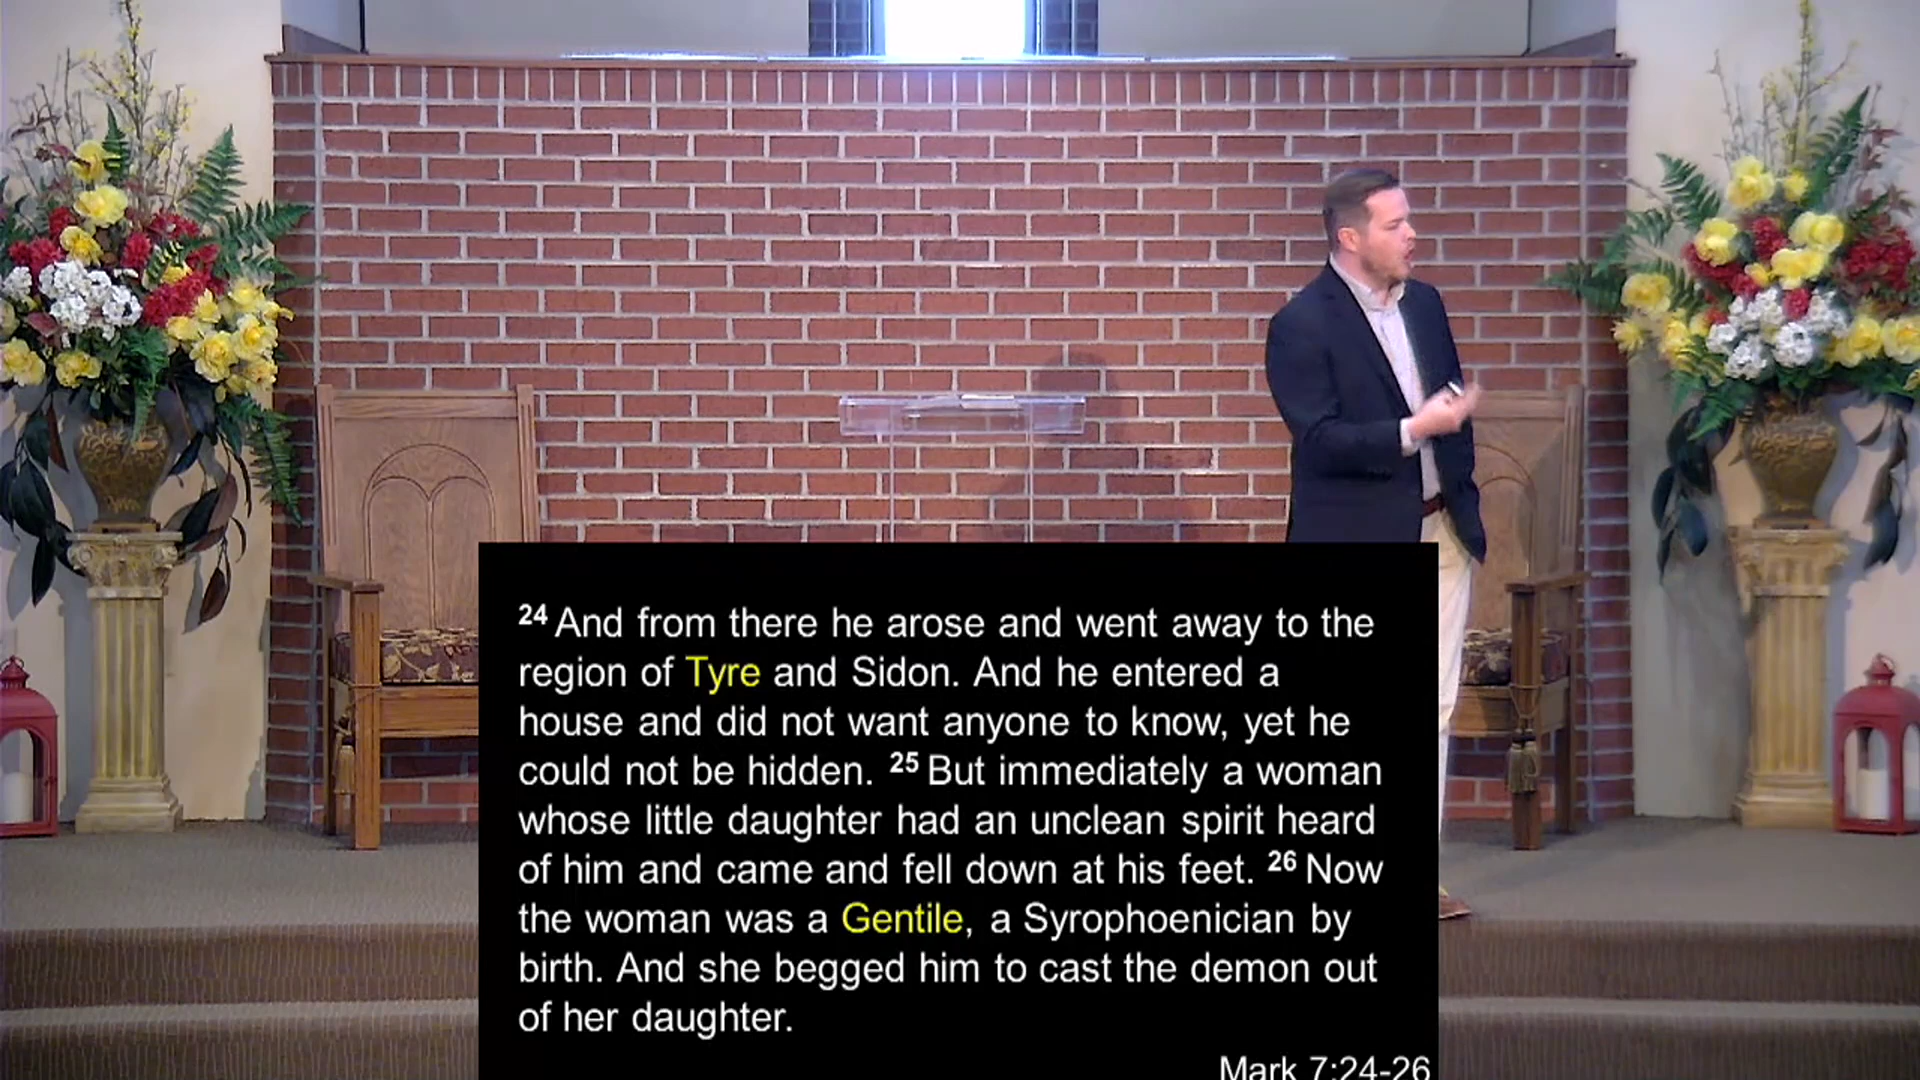 24 And from there he arose and went away to the
region of Tyre and Sidon. And he entered a
house and did not want anyone to know, yet he
could not be hidden. 25 But immediately a woman
whose little daughter had an unclean spirit heard
of him and came and fell down at his feet. 26 Now
the woman was a Gentile, a Syrophoenician by
birth. And she begged him to cast the demon out
of her daughter.
Mark 7:24-26